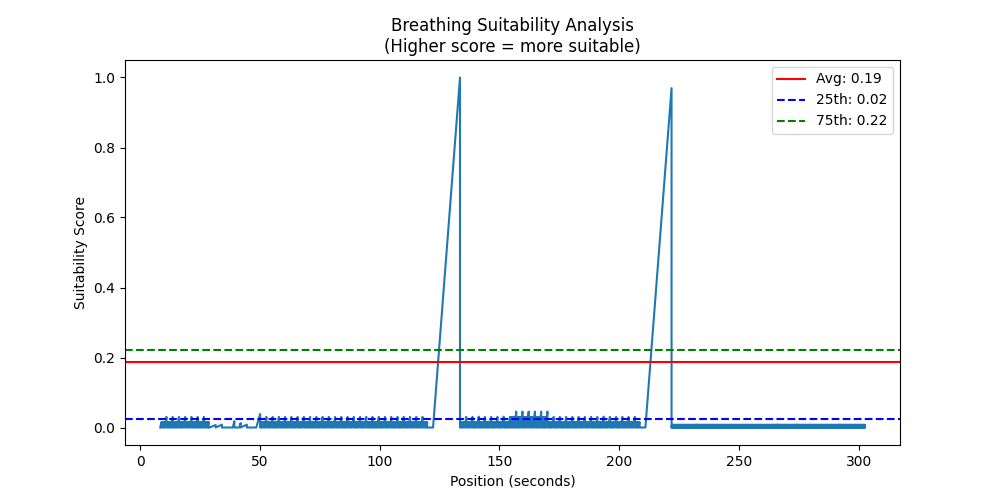 Breathing Suitability Analysis
(Higher score = more suitable)
Avg: 0.19
25th: 0.02
75th: 0.22
Suitability Score
1.0
0.8
0.6
0.4
0.2
0.0
0
50
100
150
200
250
300
Position (seconds)